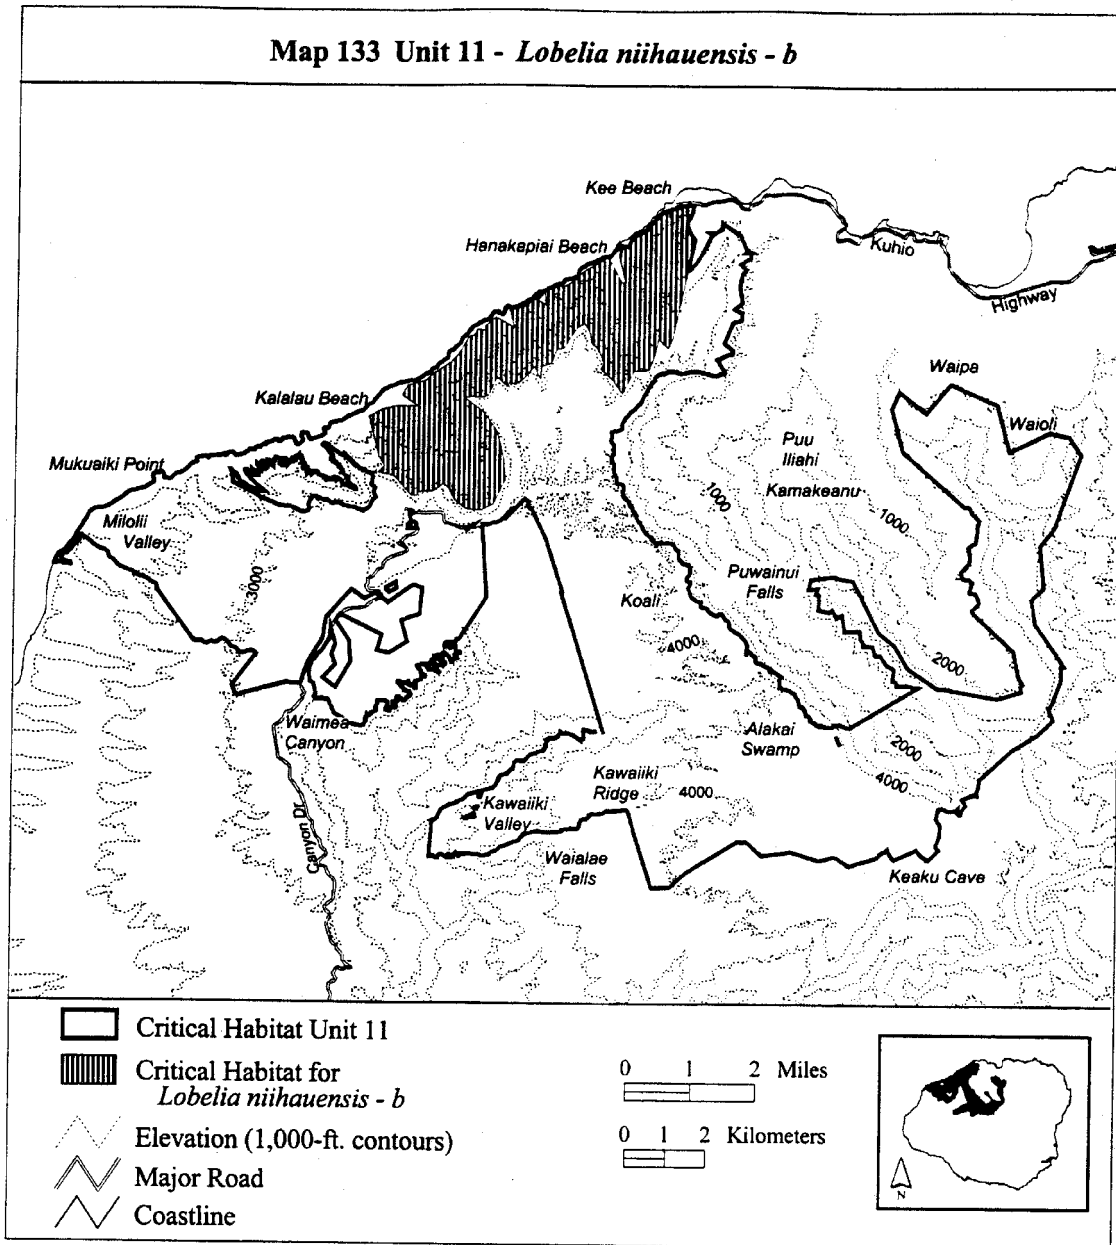 Map 133 Unit 11 - Lobelia niihauensis - b
Kee Beach
Hanakapiai Beach
Kuhio
Highway
Waipa
Kalalau Beach
Waioli
Puu
Iliahi
Mukuaiki Point
Kamakeanu
1000
1000
Milolii
Valley
3000
Puwainui
Falls
Koali
4000
2000
Waimea
Canyon
Alakai
Swamp
2000
4000
Kawaiiki
Ridge
4000
Kawaiiki
Valley
Canyon Dr
Waialae
Falls
Keaku Cave
Critical Habitat Unit 11
Critical Habitat for
Lobelia niihauensis - b
Elevation (1,000-ft. contours)
Major Road
Coastline
0 1 2 Miles
0 1 2 Kilometers
N